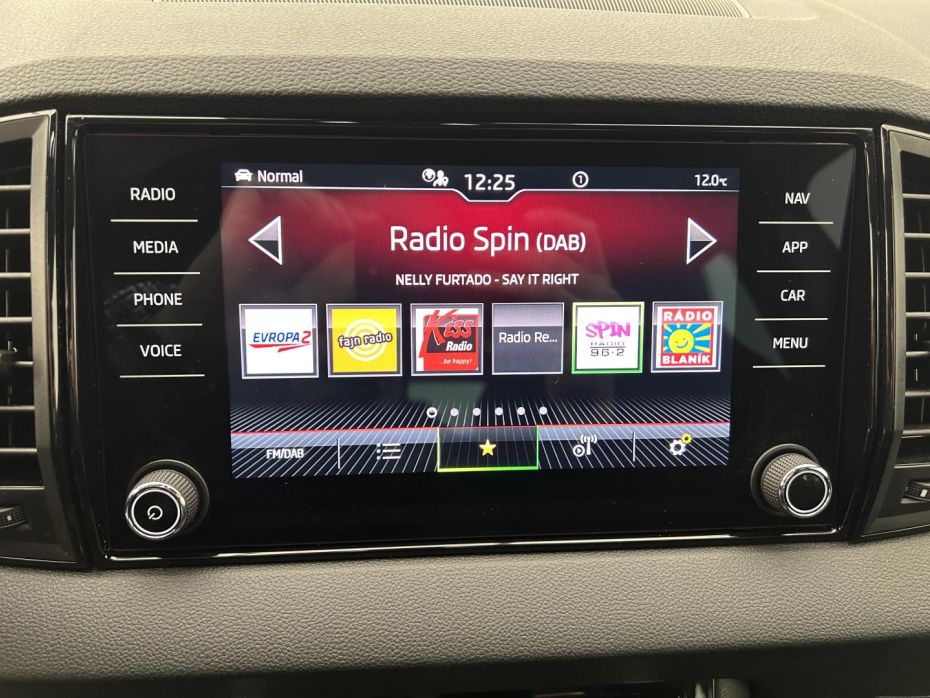 Normal
12:25
1
12.0°C
RADIO
MEDIA
PHONE
VOICE
Radio Spin (DAB)
NELLY FURTADO - SAY IT RIGHT
EVROPA 2
fajn radio
Kiss
Radio
...be happy!
Radio Re...
SPIN
RADIO
96·2
RÁDIO
BLANÍK
FM/DAB
NAV
APP
CAR
MENU